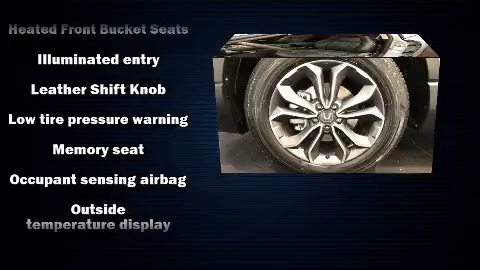 Heated Front Bucket Seats
Illuminated entry
Leather Shift Knob
Low tire pressure warning
Memory seat
Occupant sensing airbag
Outside
temperature display